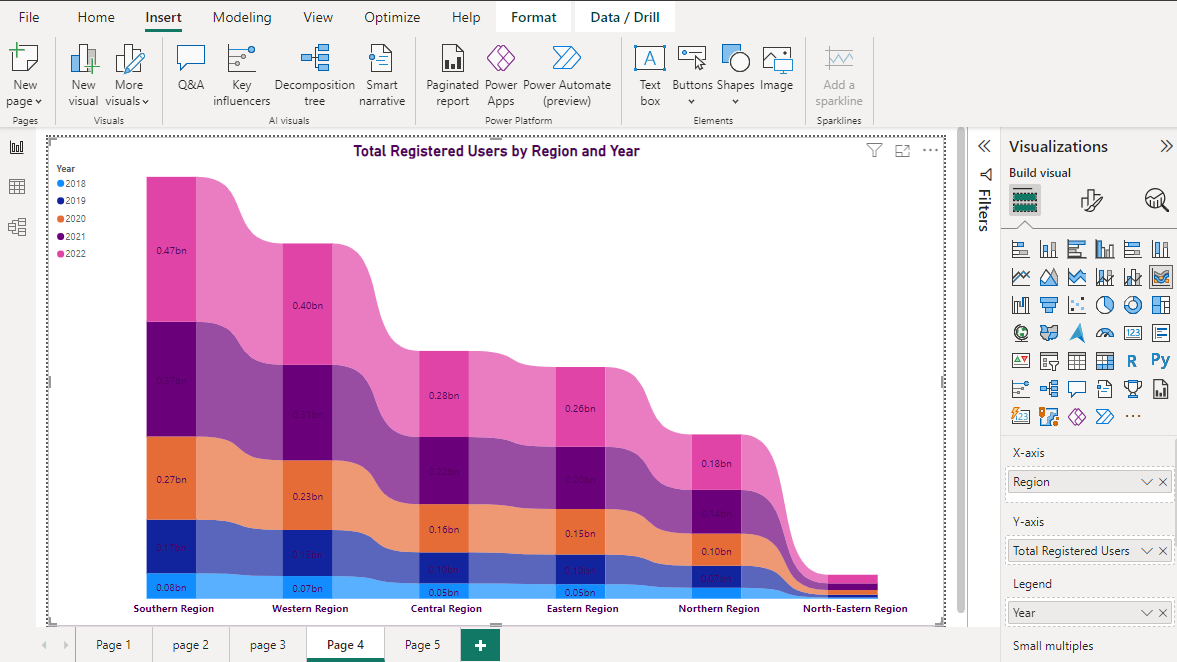 File Home Insert Modeling View Optimize Help Format Data / Drill
New page
New visual
More visuals
Q&A
Key influencers
Decomposition tree
Smart narrative
Paginated report
Power Apps
Power Automate (preview)
Text box
Buttons
Shapes
Image
Add a sparkline
Pages Visuals AI visuals Power Platform Elements Sparklines
Total Registered Users by Region and Year
Year
2018
2019
2020
2021
2022
0.47bn
0.27bn
0.17bn
0.08bn
0.40bn
0.23bn
0.07bn
0.28bn
0.16bn
0.05bn
0.26bn
0.15bn
0.05bn
0.18bn
0.10bn
0.07bn
Southern Region Western Region Central Region Eastern Region Northern Region North-Eastern Region
Filters
Visualizations
Build visual
123
R Py
123
X-axis
Region
Y-axis
Total Registered Users
Legend
Year
Small multiples
Page 1 page 2 page 3 Page 4 Page 5